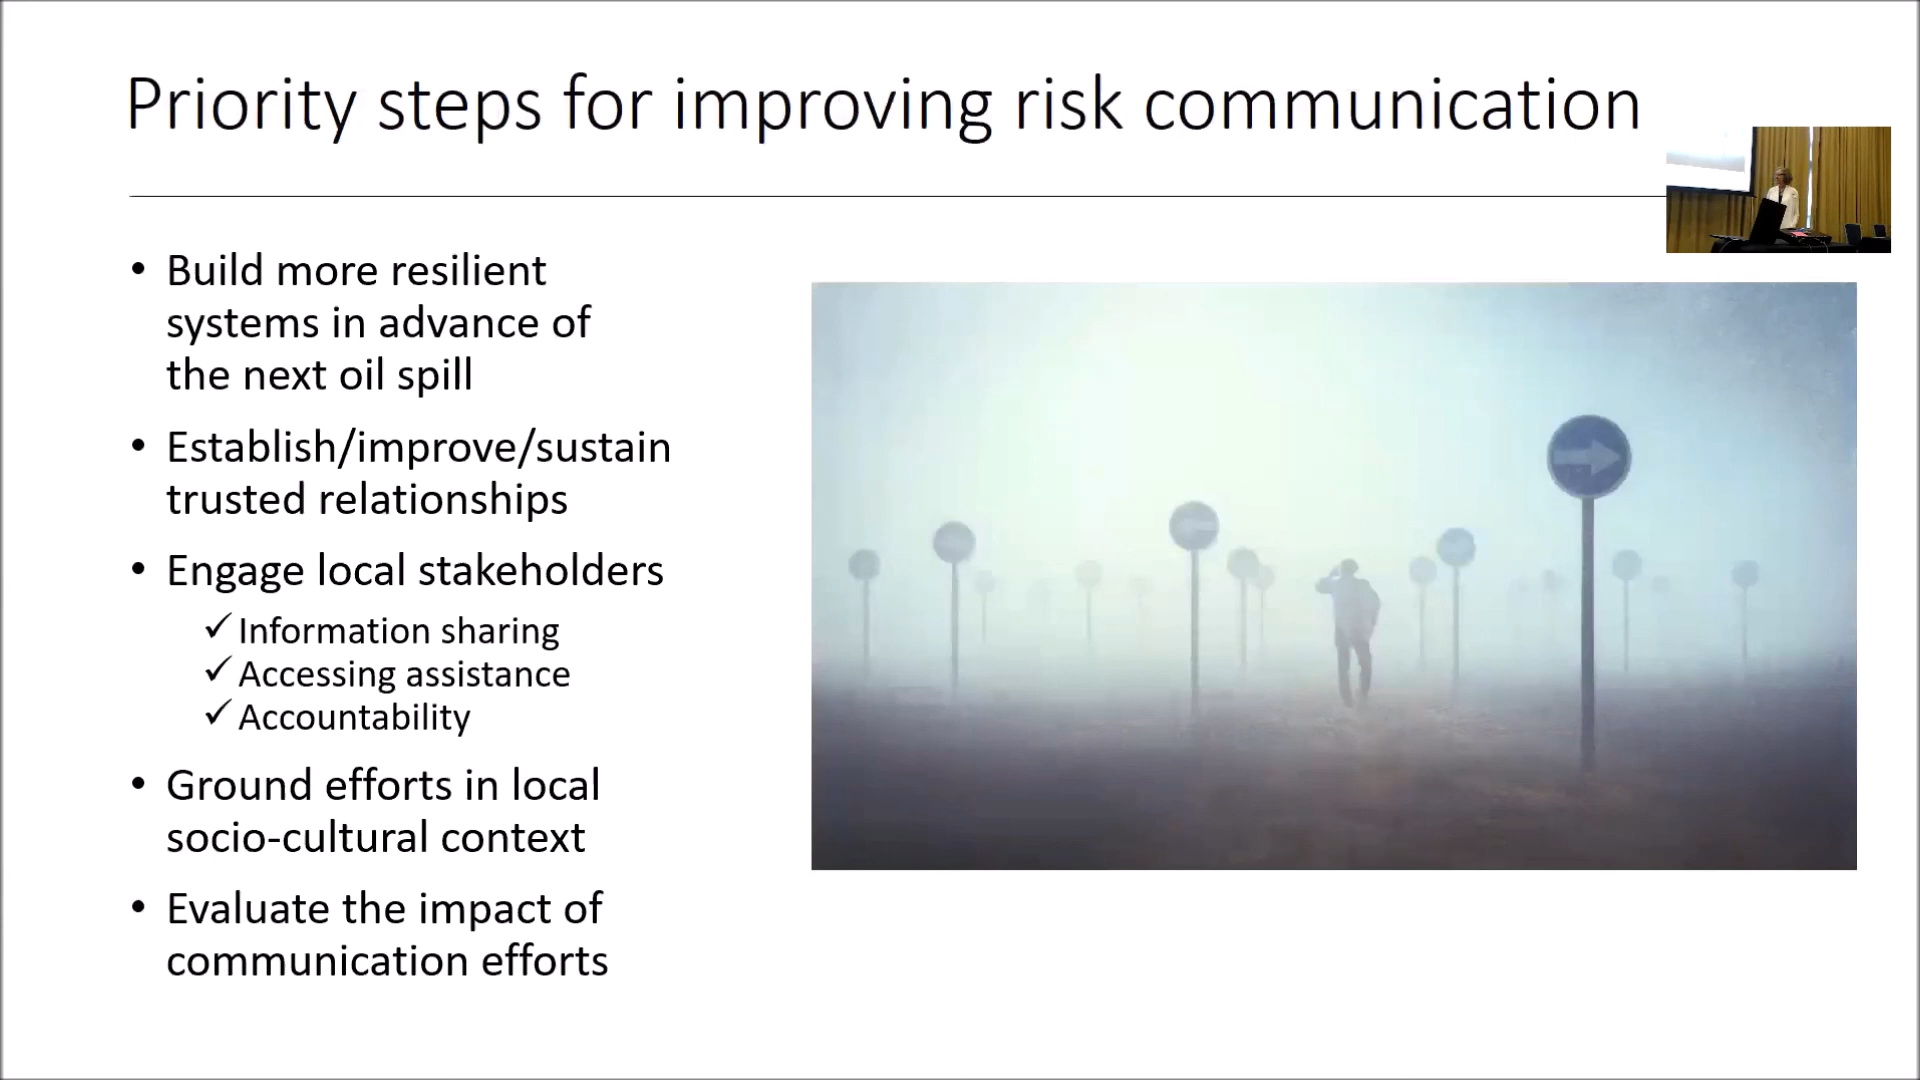 Priority steps for improving risk communication
• Build more resilient
systems in advance of
the next oil spill
• Establish/improve/sustain
trusted relationships
• Engage local stakeholders
✓ Information sharing
✓ Accessing assistance
✓ Accountability
• Ground efforts in local
socio-cultural context
• Evaluate the impact of
communication efforts